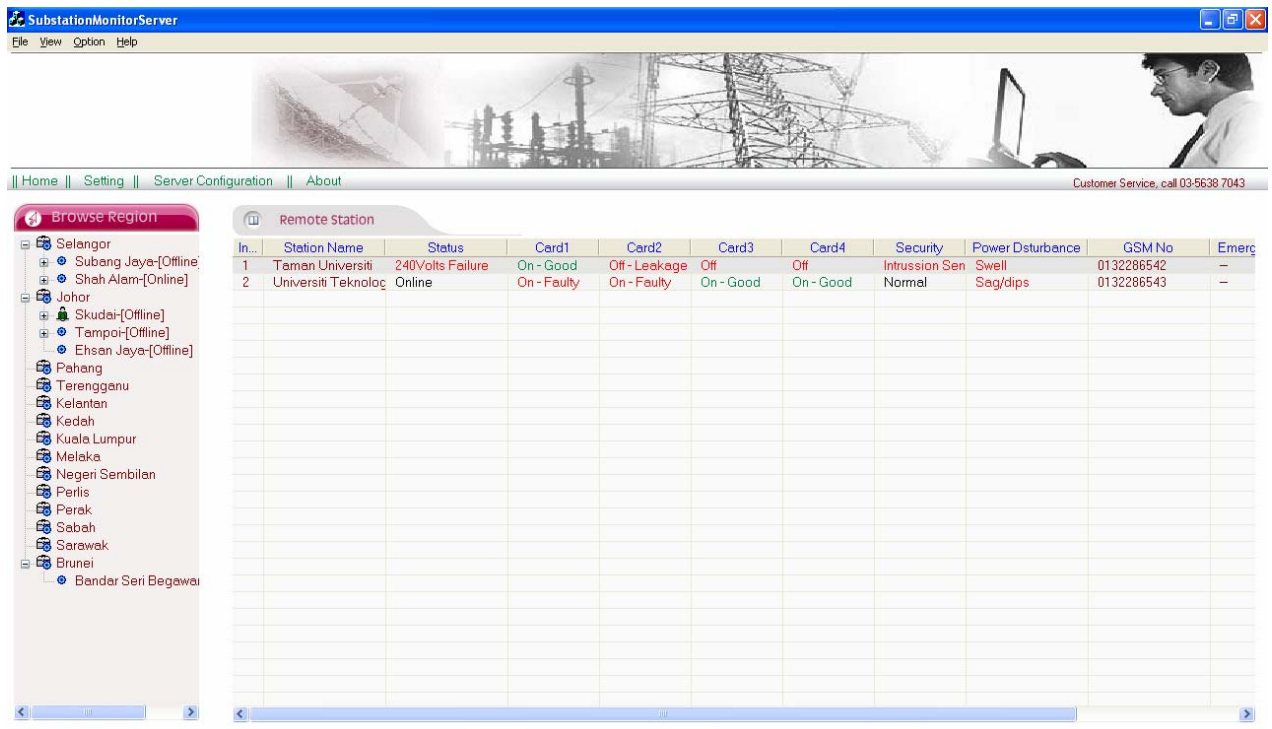 SubstationMonitorServer
File View Option Help
|| Home || Setting || Server Configuration || About
Customer Service, call 03-5638 7043
Browse Region
Selangor
Subang Jaya-[Offline]
Shah Alam-[Online]
Johor
Skudai-[Offline]
Tampoi-[Offline]
Ehsan Jaya-[Offline]
Pahang
Terengganu
Kelantan
Kedah
Kuala Lumpur
Melaka
Negeri Sembilan
Perlis
Perak
Sabah
Sarawak
Brunei
Bandar Seri Begawa
Remote Station
In... Station Name Status Card1 Card2 Card3 Card4 Security Power Dsturbance GSM No Emerg
1 Taman Universiti 240Volts Failure On - Good Off - Leakage Off Off Intrussion Sen Swell 0132286542 --
2 Universiti Teknolog Online On - Faulty On - Faulty On - Good On - Good Normal Sag/dips 0132286543 --